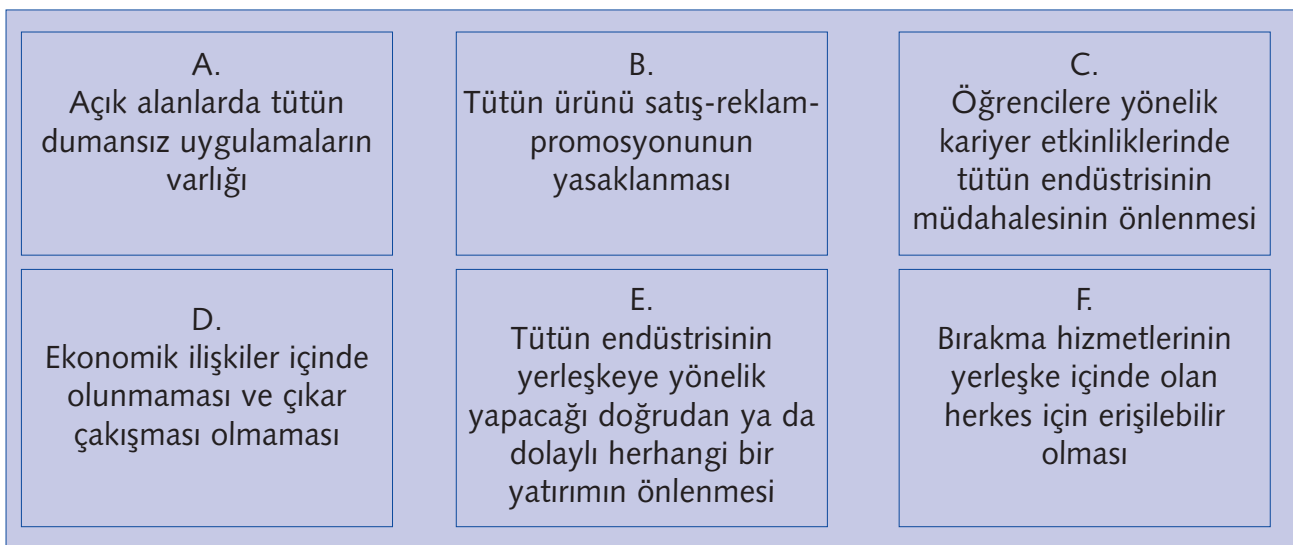 A.
Açık alanlarda tütün
dumansız uygulamaların
varlığı
B.
Tütün ürünü satış-reklam-
promosyonunun
yasaklanması
C.
Öğrencilere yönelik
kariyer etkinliklerinde
tütün endüstrisinin
müdahalesinin önlenmesi
D.
Ekonomik ilişkiler içinde
olunmaması ve çıkar
çakışması olmaması
E.
Tütün endüstrisinin
yerleşkeye yönelik
yapacağı doğrudan ya da
dolaylı herhangi bir
yatırımın önlenmesi
F.
Bırakma hizmetlerinin
yerleşke içinde olan
herkes için erişilebilir
olması